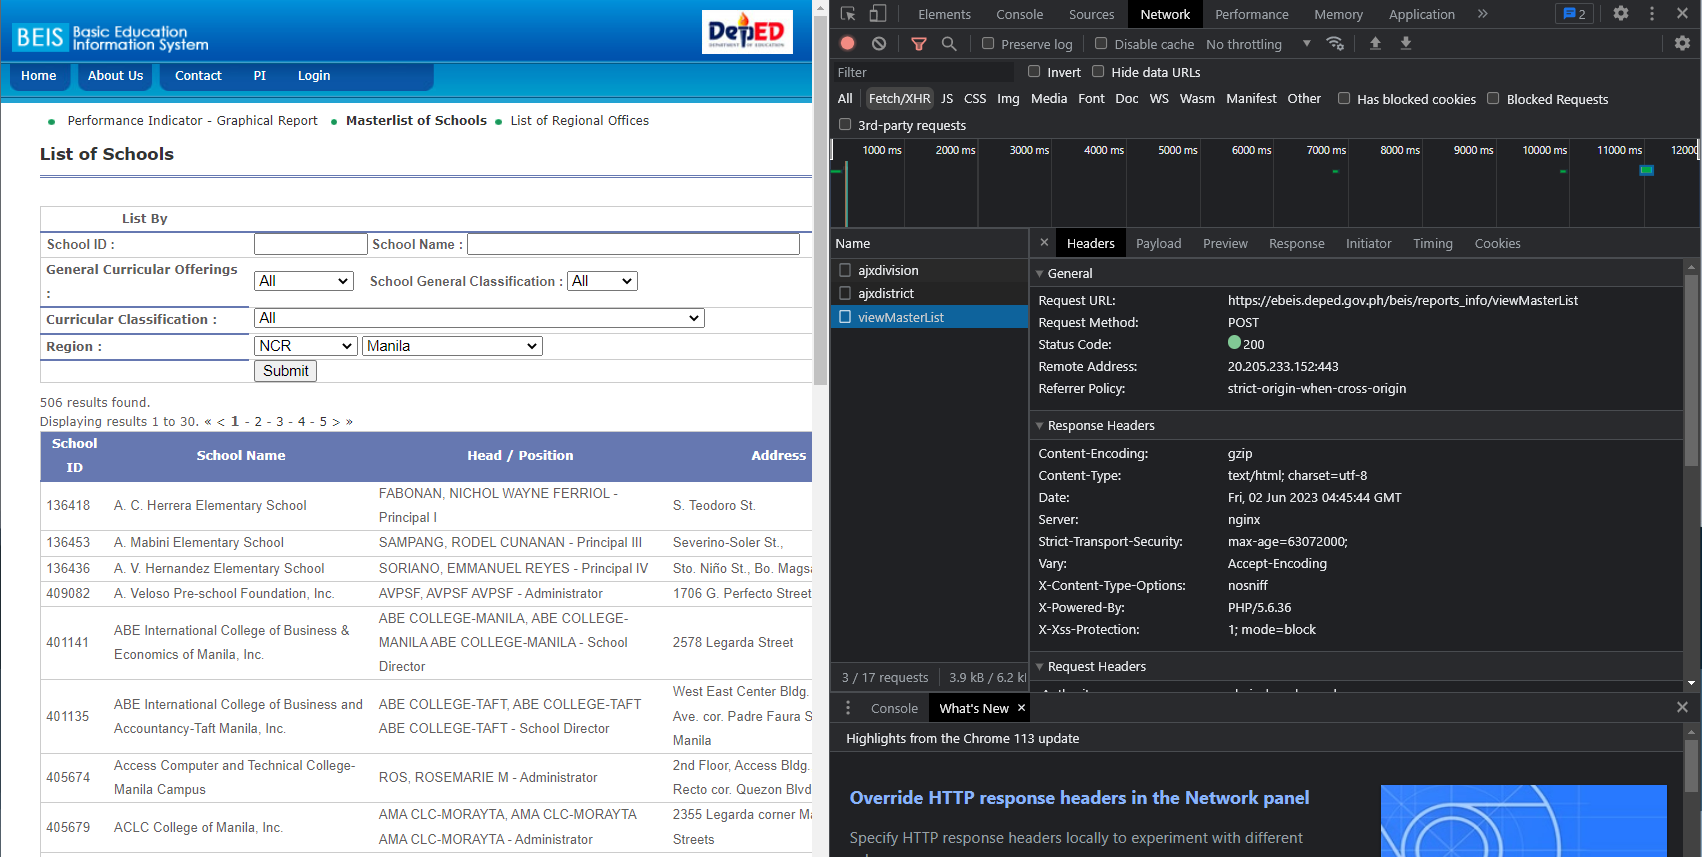 BEIS Basic Education
Information System
DepED
DEPARTMENT OF EDUCATION
Home About Us Contact PI Login
Performance Indicator - Graphical Report Masterlist of Schools List of Regional Offices
List of Schools
List By
School ID : School Name :
General Curricular Offerings
: All School General Classification : All
Curricular Classification : All
Region : NCR Manila
Submit
506 results found.
Displaying results 1 to 30. « < 1 - 2 - 3 - 4 - 5 > »
School
ID School Name Head / Position Address
136418 A. C. Herrera Elementary School FABONAN, NICHOL WAYNE FERRIOL -
Principal I S. Teodoro St.
136453 A. Mabini Elementary School SAMPANG, RODEL CUNANAN - Principal III Severino-Soler St.,
136436 A. V. Hernandez Elementary School SORIANO, EMMANUEL REYES - Principal IV Sto. Niño St., Bo. Magsa
409082 A. Veloso Pre-school Foundation, Inc. AVPSF, AVPSF AVPSF - Administrator 1706 G. Perfecto Street
401141 ABE International College of Business &
Economics of Manila, Inc. ABE COLLEGE-MANILA, ABE COLLEGE-
MANILA ABE COLLEGE-MANILA - School
Director 2578 Legarda Street
401135 ABE International College of Business and
Accountancy-Taft Manila, Inc. ABE COLLEGE-TAFT, ABE COLLEGE-TAFT
ABE COLLEGE-TAFT - School Director West East Center Bldg.
Ave. cor. Padre Faura S
Manila
405674 Access Computer and Technical College-
Manila Campus ROS, ROSEMARIE M - Administrator 2nd Floor, Access Bldg.
Recto cor. Quezon Blvd
405679 ACLC College of Manila, Inc. AMA CLC-MORAYTA, AMA CLC-MORAYTA
AMA CLC-MORAYTA - Administrator 2355 Legarda corner Ma
Streets
Elements Console Sources Network Performance Memory Application » 2
Preserve log Disable cache No throttling
Filter Invert Hide data URLs
All Fetch/XHR JS CSS Img Media Font Doc WS Wasm Manifest Other Has blocked cookies Blocked Requests
3rd-party requests
1000 ms 2000 ms 3000 ms 4000 ms 5000 ms 6000 ms 7000 ms 8000 ms 9000 ms 10000 ms 11000 ms 12000
Name
ajxdivision
ajxdistrict
viewMasterList
3 / 17 requests 3.9 kB / 6.2 k
× Headers Payload Preview Response Initiator Timing Cookies
General
Request URL: https://ebeis.deped.gov.ph/beis/reports_info/viewMasterList
Request Method: POST
Status Code: 200
Remote Address: 20.205.233.152:443
Referrer Policy: strict-origin-when-cross-origin
Response Headers
Content-Encoding: gzip
Content-Type: text/html; charset=utf-8
Date: Fri, 02 Jun 2023 04:45:44 GMT
Server: nginx
Strict-Transport-Security: max-age=63072000;
Vary: Accept-Encoding
X-Content-Type-Options: nosniff
X-Powered-By: PHP/5.6.36
X-Xss-Protection: 1; mode=block
Request Headers
Console What's New ×
Highlights from the Chrome 113 update
Override HTTP response headers in the Network panel
Specify HTTP response headers locally to experiment with different